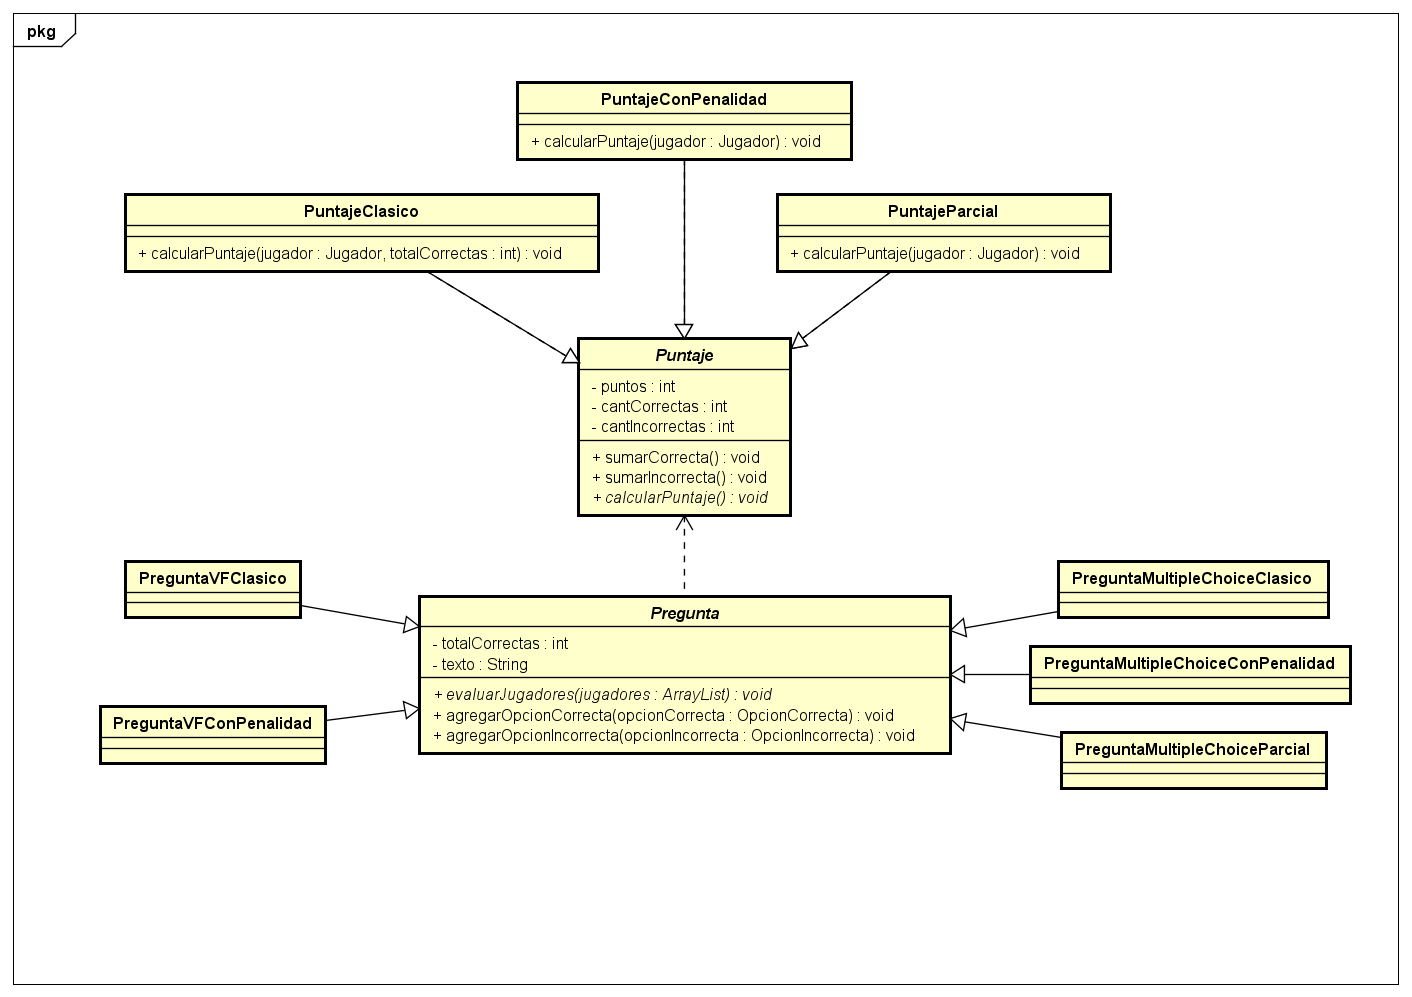 pkg
PuntajeConPenalidad
+ calcularPuntaje(jugador : Jugador) : void
PuntajeClasico
+ calcularPuntaje(jugador : Jugador, totalCorrectas : int) : void
PuntajeParcial
+ calcularPuntaje(jugador : Jugador) : void
Puntaje
- puntos : int
- cantCorrectas : int
- cantIncorrectas : int
+ sumarCorrecta() : void
+ sumarIncorrecta() : void
+ calcularPuntaje() : void
PreguntaVFClasico
PreguntaVFConPenalidad
Pregunta
- totalCorrectas : int
- texto : String
+ evaluarJugadores(jugadores : ArrayList) : void
+ agregarOpcionCorrecta(opcionCorrecta : OpcionCorrecta) : void
+ agregarOpcionIncorrecta(opcionIncorrecta : OpcionIncorrecta) : void
PreguntaMultipleChoiceClasico
PreguntaMultipleChoiceConPenalidad
PreguntaMultipleChoiceParcial